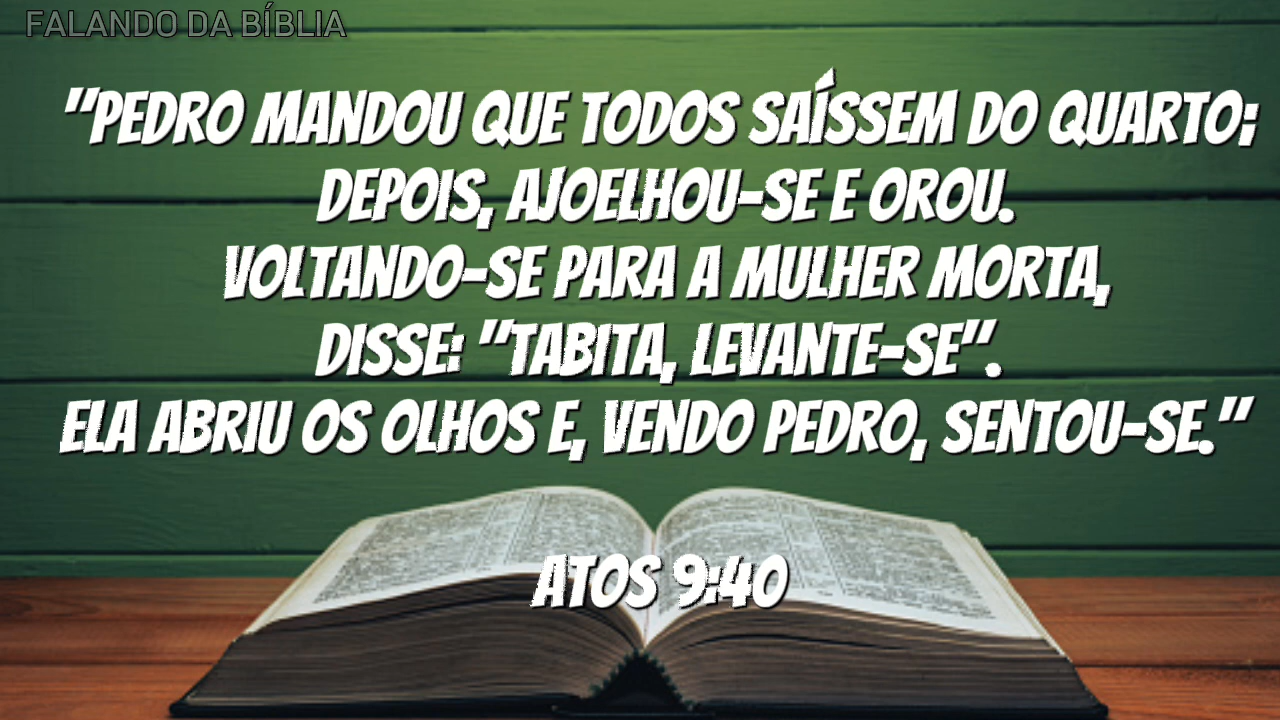 FALANDO DA BÍBLIA
"PEDRO MANDOU QUE TODOS SAÍSSEM DO QUARTO;
DEPOIS, AJOELHOU-SE E OROU.
VOLTANDO-SE PARA A MULHER MORTA,
DISSE: "TABITA, LEVANTE-SE".
ELA ABRIU OS OLHOS E, VENDO PEDRO, SENTOU-SE."
ATOS 9:40